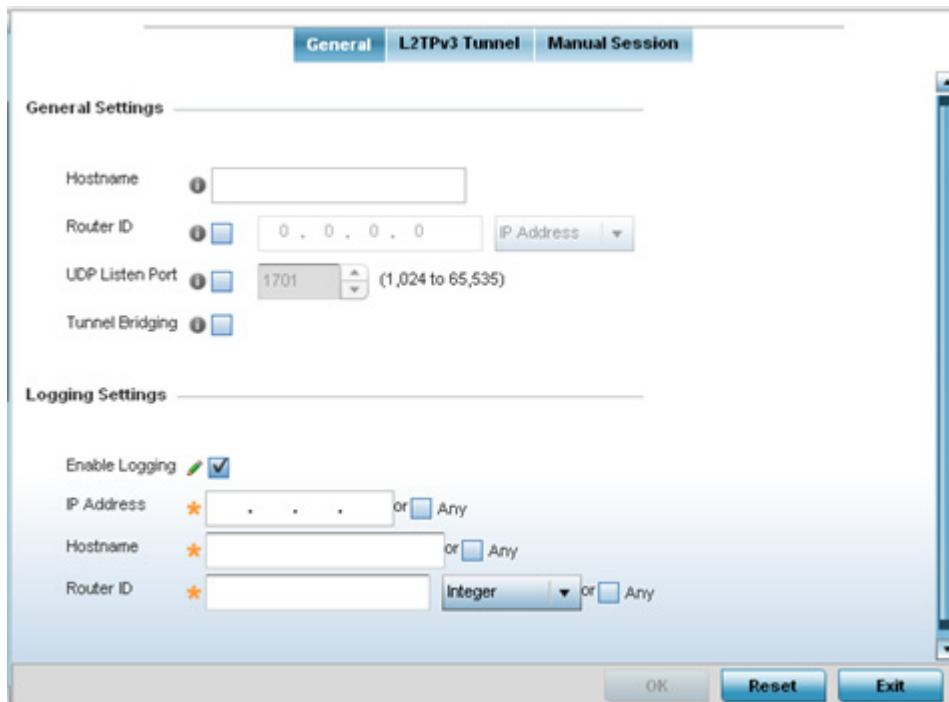 General L2TPv3 Tunnel Manual Session
General Settings
Hostname
Router ID 0 . 0 . 0 . 0 IP Address
UDP Listen Port 1701 (1,024 to 65,535)
Tunnel Bridging
Logging Settings
Enable Logging
IP Address . . . or Any
Hostname or Any
Router ID Integer or Any
OK Reset Exit